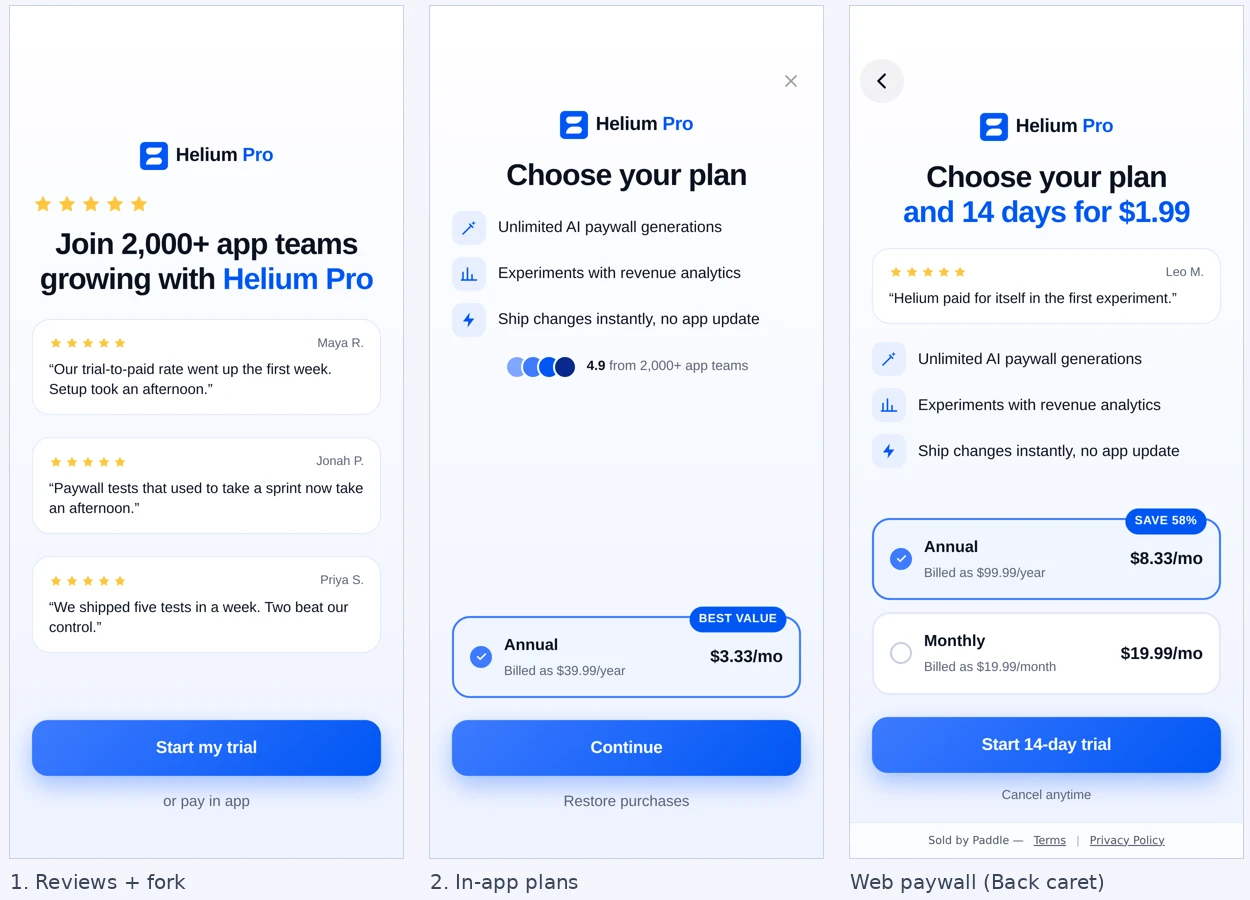 Helium Pro
Join 2,000+ app teams
growing with Helium Pro
Maya R.
“Our trial-to-paid rate went up the first week.
Setup took an afternoon.”
Jonah P.
“Paywall tests that used to take a sprint now take
an afternoon.”
Priya S.
“We shipped five tests in a week. Two beat our
control.”
Start my trial
or pay in app
1. Reviews + fork
Helium Pro
Choose your plan
Unlimited AI paywall generations
Experiments with revenue analytics
Ship changes instantly, no app update
4.9 from 2,000+ app teams
BEST VALUE
Annual
Billed as $39.99/year
$3.33/mo
Continue
Restore purchases
2. In-app plans
Helium Pro
Choose your plan
and 14 days for $1.99
Leo M.
“Helium paid for itself in the first experiment.”
Unlimited AI paywall generations
Experiments with revenue analytics
Ship changes instantly, no app update
SAVE 58%
Annual
Billed as $99.99/year
$8.33/mo
Monthly
Billed as $19.99/month
$19.99/mo
Start 14-day trial
Cancel anytime
Sold by Paddle — Terms | Privacy Policy
Web paywall (Back caret)